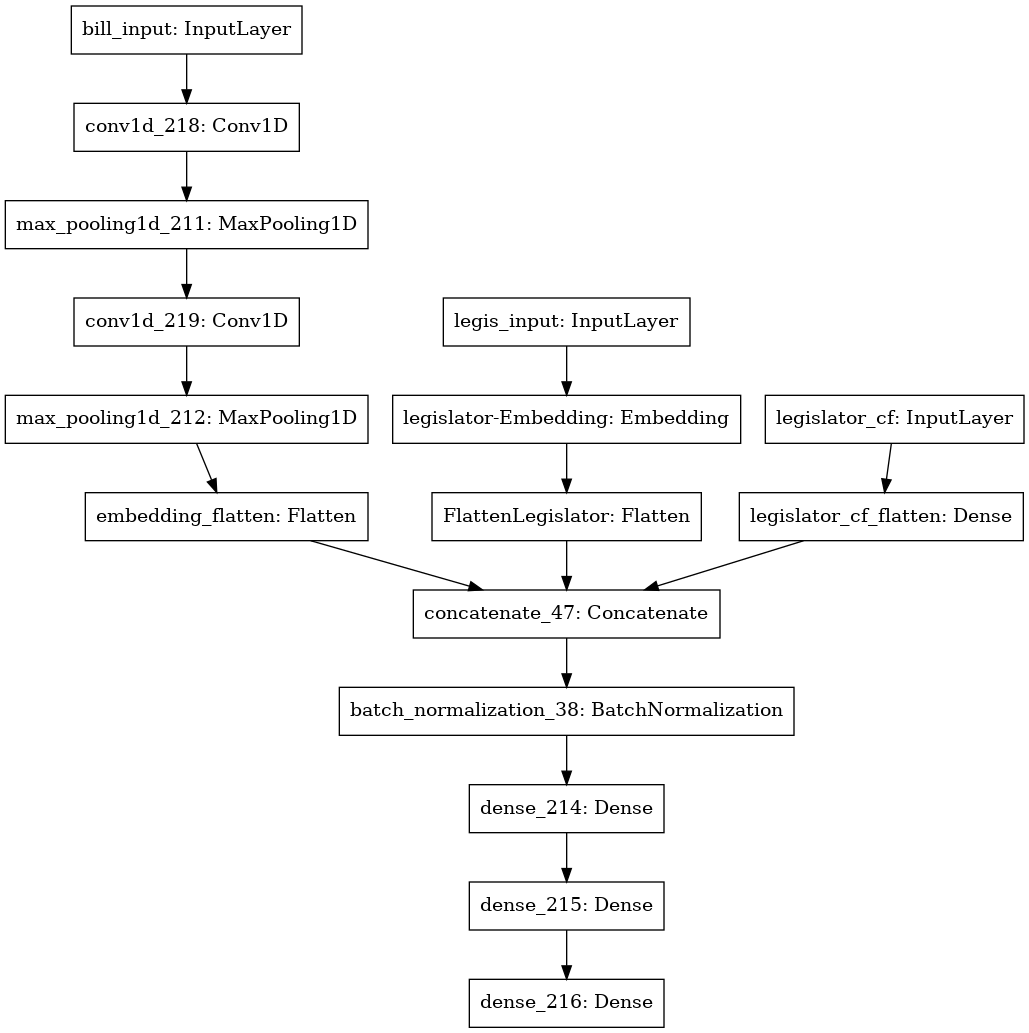 bill_input: InputLayer
conv1d_218: Conv1D
max_pooling1d_211: MaxPooling1D
conv1d_219: Conv1D
legis_input: InputLayer
max_pooling1d_212: MaxPooling1D
legislator-Embedding: Embedding
legislator_cf: InputLayer
embedding_flatten: Flatten
FlattenLegislator: Flatten
legislator_cf_flatten: Dense
concatenate_47: Concatenate
batch_normalization_38: BatchNormalization
dense_214: Dense
dense_215: Dense
dense_216: Dense